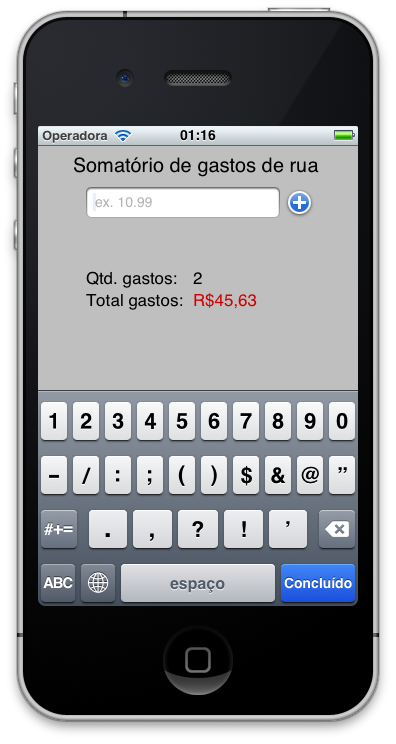 Operadora 01:16
Somatório de gastos de rua
ex. 10.99
Qtd. gastos: 2
Total gastos: R$45,63
1 2 3 4 5 6 7 8 9 0
- / : ; ( ) $ & @ ”
#+= . , ? ! ’
ABC espaço Concluído